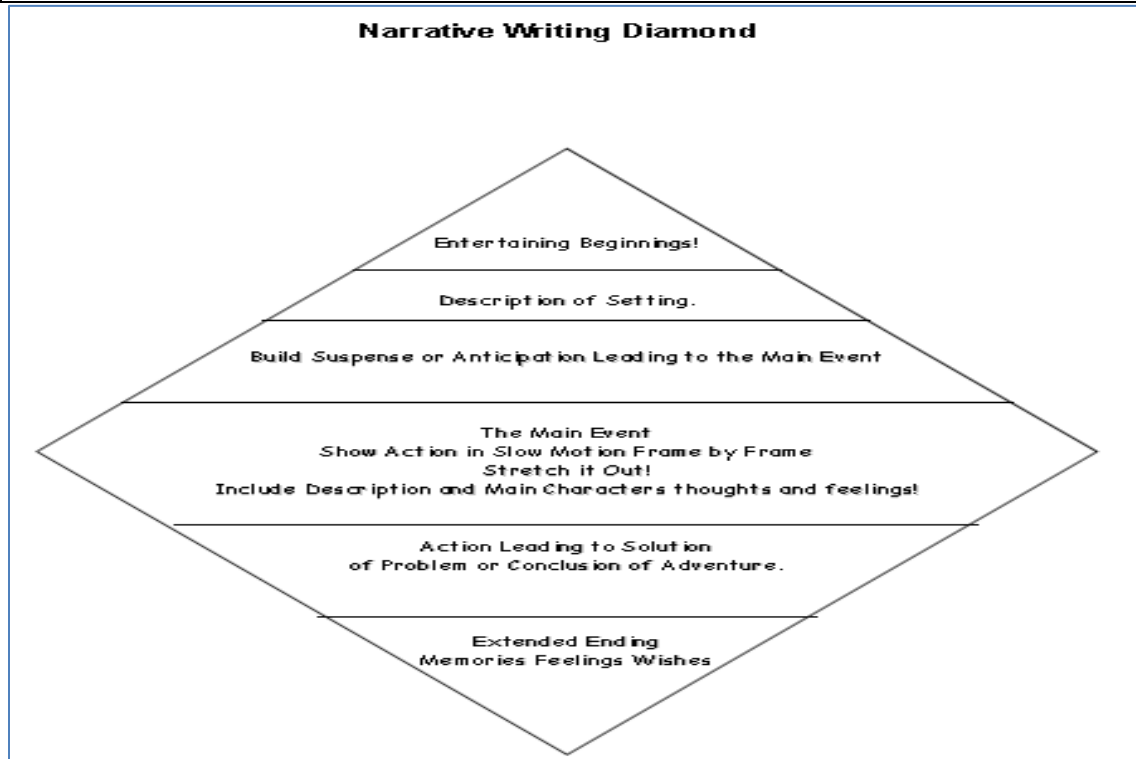 Narrative Writing Diamond
Entertaining Beginnings!
Description of Setting.
Build Suspense or Anticipation Leading to the Main Event
The Main Event
Show Action in Slow Motion Frame by Frame
Stretch it Out!
Include Description and Main Characters thoughts and feelings!
Action Leading to Solution
of Problem or Conclusion of Adventure.
Extended Ending
Memories Feelings Wishes